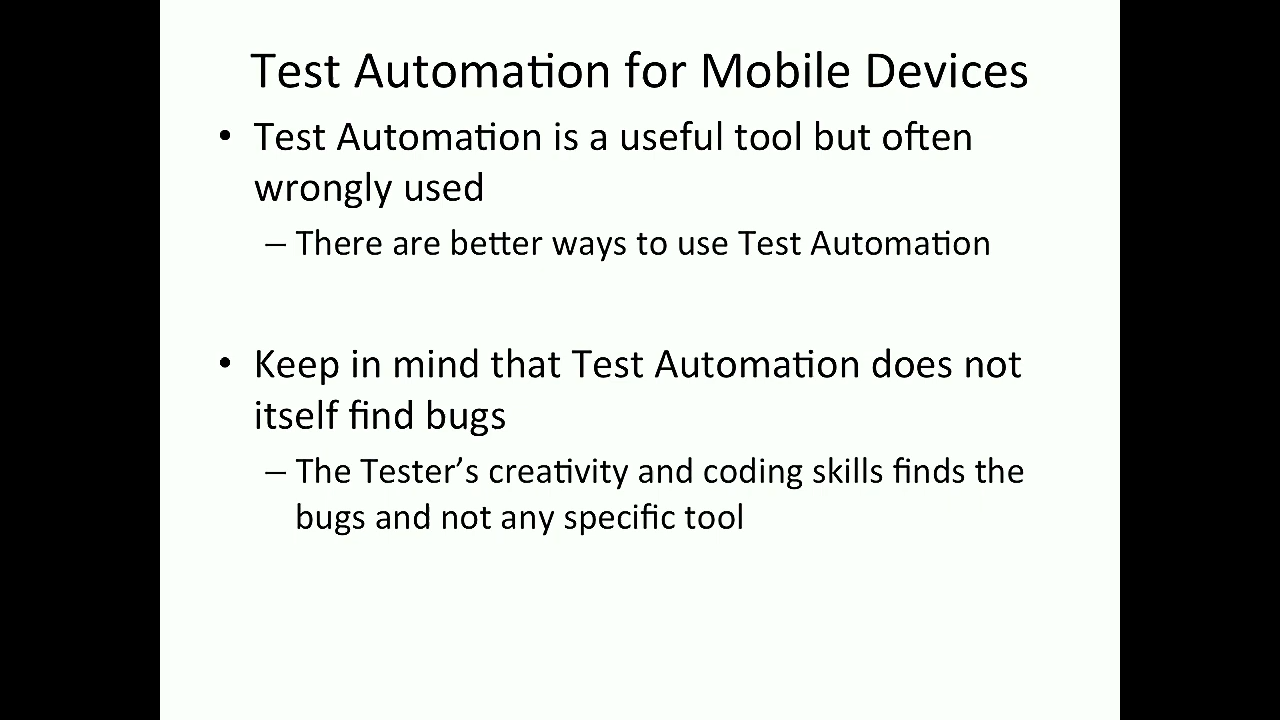 Test Automation for Mobile Devices
• Test Automation is a useful tool but often
wrongly used
– There are better ways to use Test Automation
• Keep in mind that Test Automation does not
itself find bugs
– The Tester’s creativity and coding skills finds the
bugs and not any specific tool